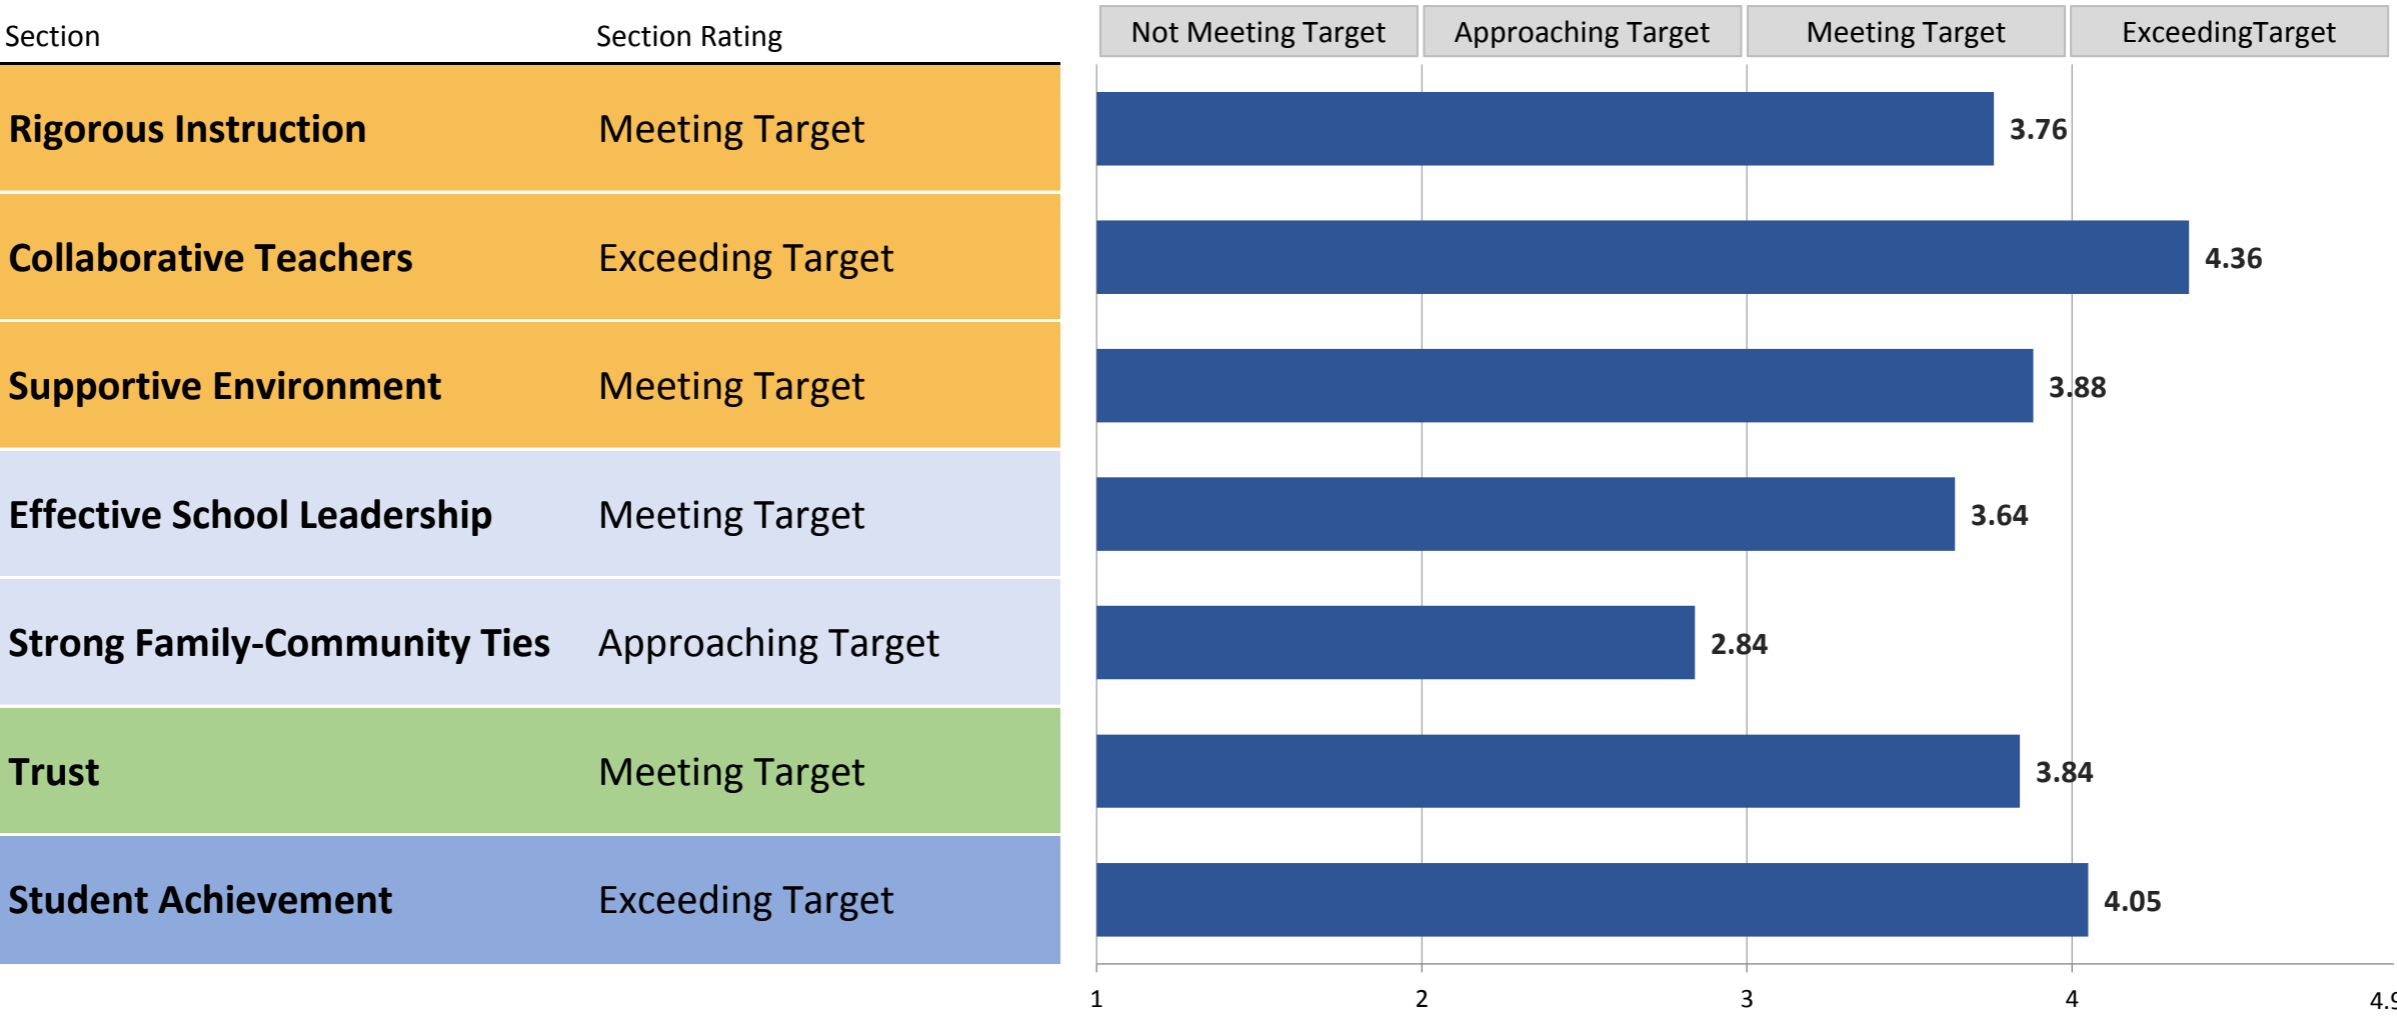 Section Section Rating Not Meeting Target Approaching Target Meeting Target ExceedingTarget
Rigorous Instruction Meeting Target 3.76
Collaborative Teachers Exceeding Target 4.36
Supportive Environment Meeting Target 3.88
Effective School Leadership Meeting Target 3.64
Strong Family-Community Ties Approaching Target 2.84
Trust Meeting Target 3.84
Student Achievement Exceeding Target 4.05
1 2 3 4 4.9